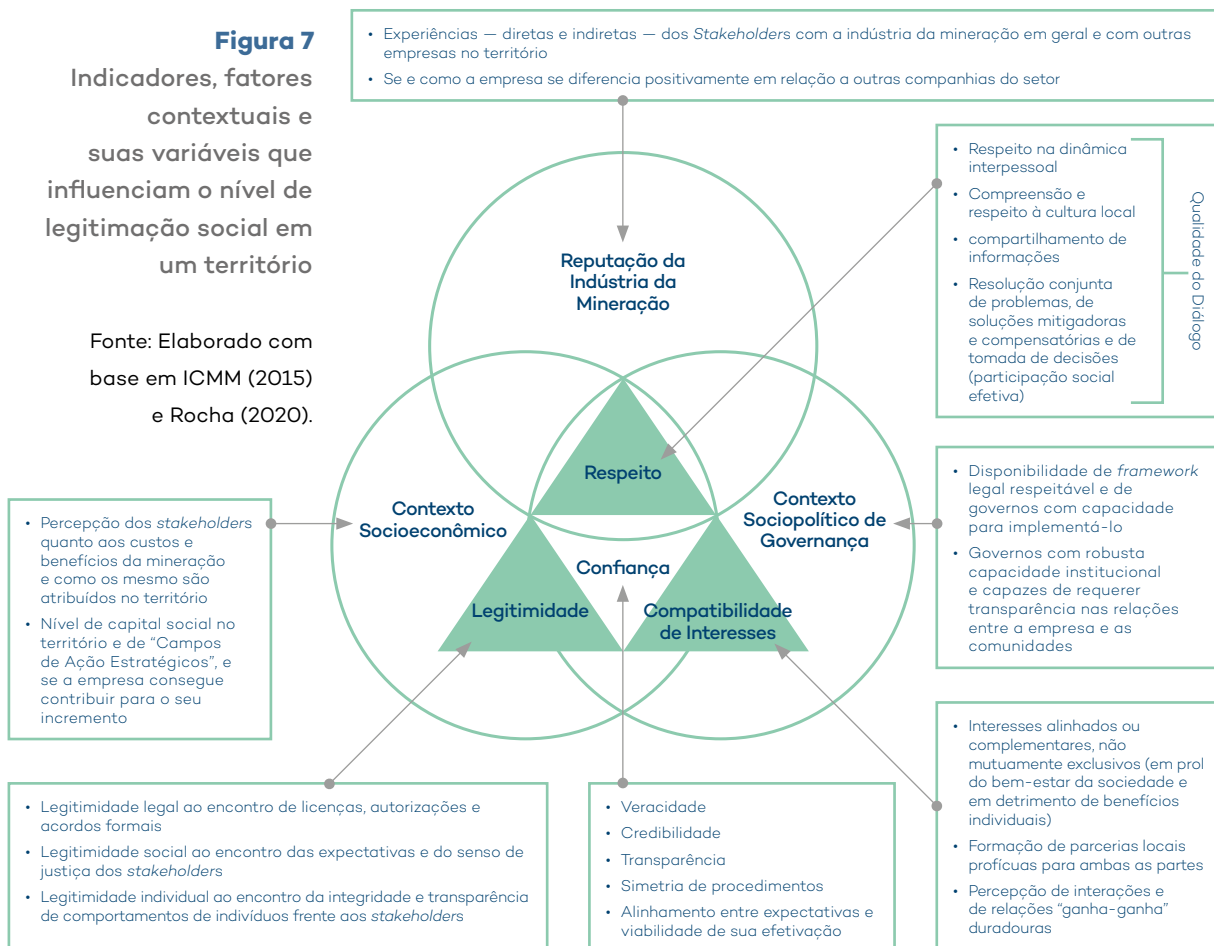 Figura 7
Indicadores, fatores
contextuais e
suas variáveis que
influenciam o nível de
legitimação social em
um território
Fonte: Elaborado com
base em ICMM (2015)
e Rocha (2020).
• Experiências — diretas e indiretas — dos Stakeholders com a indústria da mineração em geral e com outras
empresas no território
• Se e como a empresa se diferencia positivamente em relação a outras companhias do setor
• Respeito na dinâmica
interpessoal
• Compreensão e
respeito à cultura local
• compartilhamento de
informações
• Resolução conjunta
de problemas, de
soluções mitigadoras
e compensatórias e de
tomada de decisões
(participação social
efetiva)
Qualidade do Diálogo
Reputação da
Indústria da
Mineração
Respeito
Contexto
Socioeconômico
Contexto
Sociopolítico de
Governança
Confiança
Legitimidade
Compatibilidade
de Interesses
• Percepção dos stakeholders
quanto aos custos e
benefícios da mineração
e como os mesmo são
atribuídos no território
• Nível de capital social no
território e de “Campos
de Ação Estratégicos”, e
se a empresa consegue
contribuir para o seu
incremento
• Disponibilidade de framework
legal respeitável e de
governos com capacidade
para implementá-lo
• Governos com robusta
capacidade institucional
e capazes de requerer
transparência nas relações
entre a empresa e as
comunidades
• Legitimidade legal ao encontro de licenças, autorizações e
acordos formais
• Legitimidade social ao encontro das expectativas e do senso de
justiça dos stakeholders
• Legitimidade individual ao encontro da integridade e transparência
de comportamentos de indivíduos frente aos stakeholders
• Veracidade
• Credibilidade
• Transparência
• Simetria de procedimentos
• Alinhamento entre expectativas e
viabilidade de sua efetivação
• Interesses alinhados ou
complementares, não
mutuamente exclusivos (em prol
do bem-estar da sociedade e
em detrimento de benefícios
individuais)
• Formação de parcerias locais
profícuas para ambas as partes
• Percepção de interações e
de relações “ganha-ganha”
duradouras